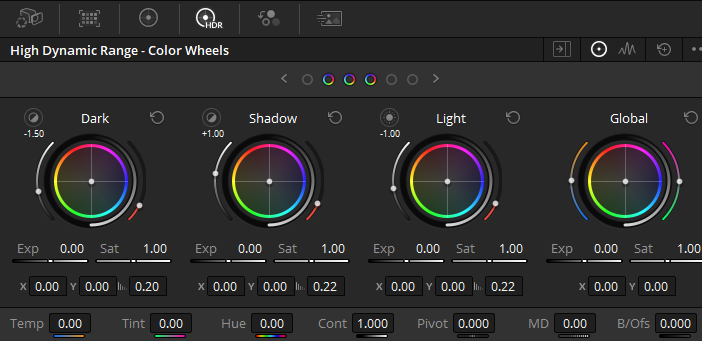 HDR
High Dynamic Range - Color Wheels
Dark Shadow Light Global
-1.50 +1.00 -1.00
Exp 0.00 Sat 1.00 Exp 0.00 Sat 1.00 Exp 0.00 Sat 1.00 Exp 0.00 Sat 1.00
X 0.00 Y 0.00 0.20 X 0.00 Y 0.00 0.22 X 0.00 Y 0.00 0.22 X 0.00 Y 0.00
Temp 0.00 Tint 0.00 Hue 0.00 Cont 1.000 Pivot 0.000 MD 0.00 B/Ofs 0.000